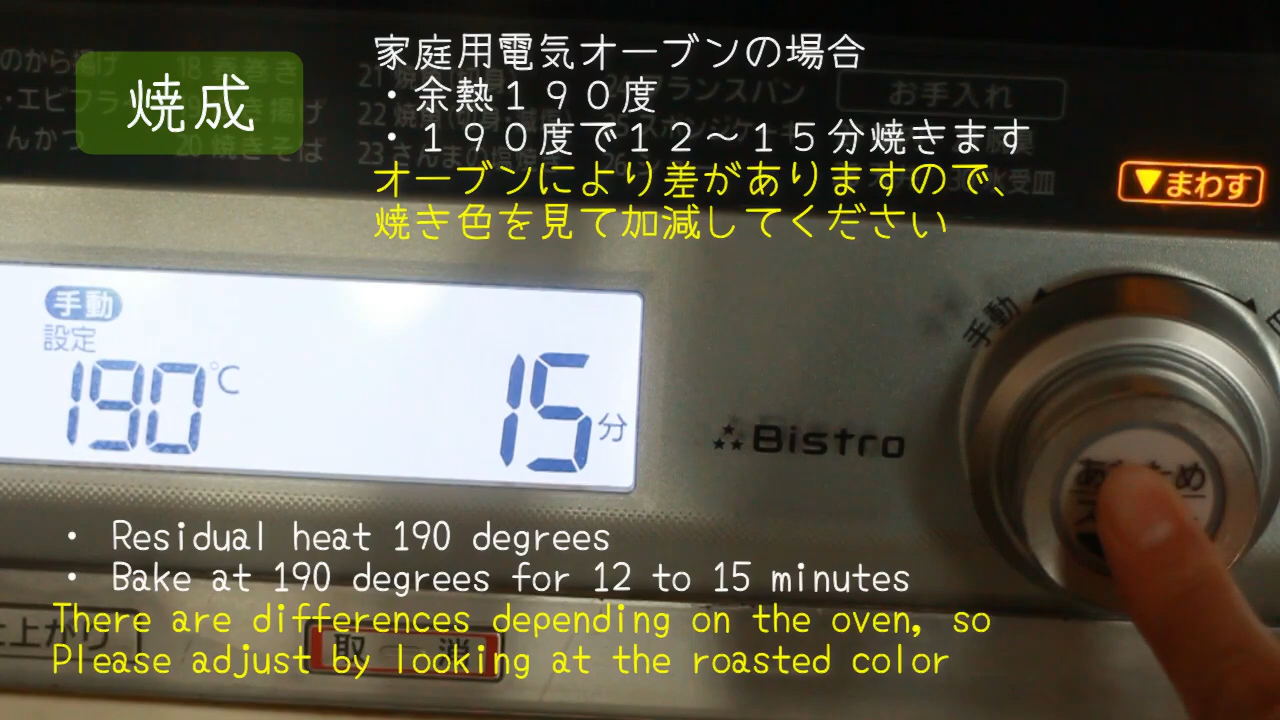 焼成
家庭用電気オーブンの場合
・余熱１９０度
・１９０度で１２～１５分焼きます
オーブンにより差がありますので、
焼き色を見て加減してください
お手入れ
▼まわす
手動
設定
190℃
15分
手動
Bistro
・ Residual heat 190 degrees
・ Bake at 190 degrees for 12 to 15 minutes
There are differences depending on the oven, so
Please adjust by looking at the roasted color